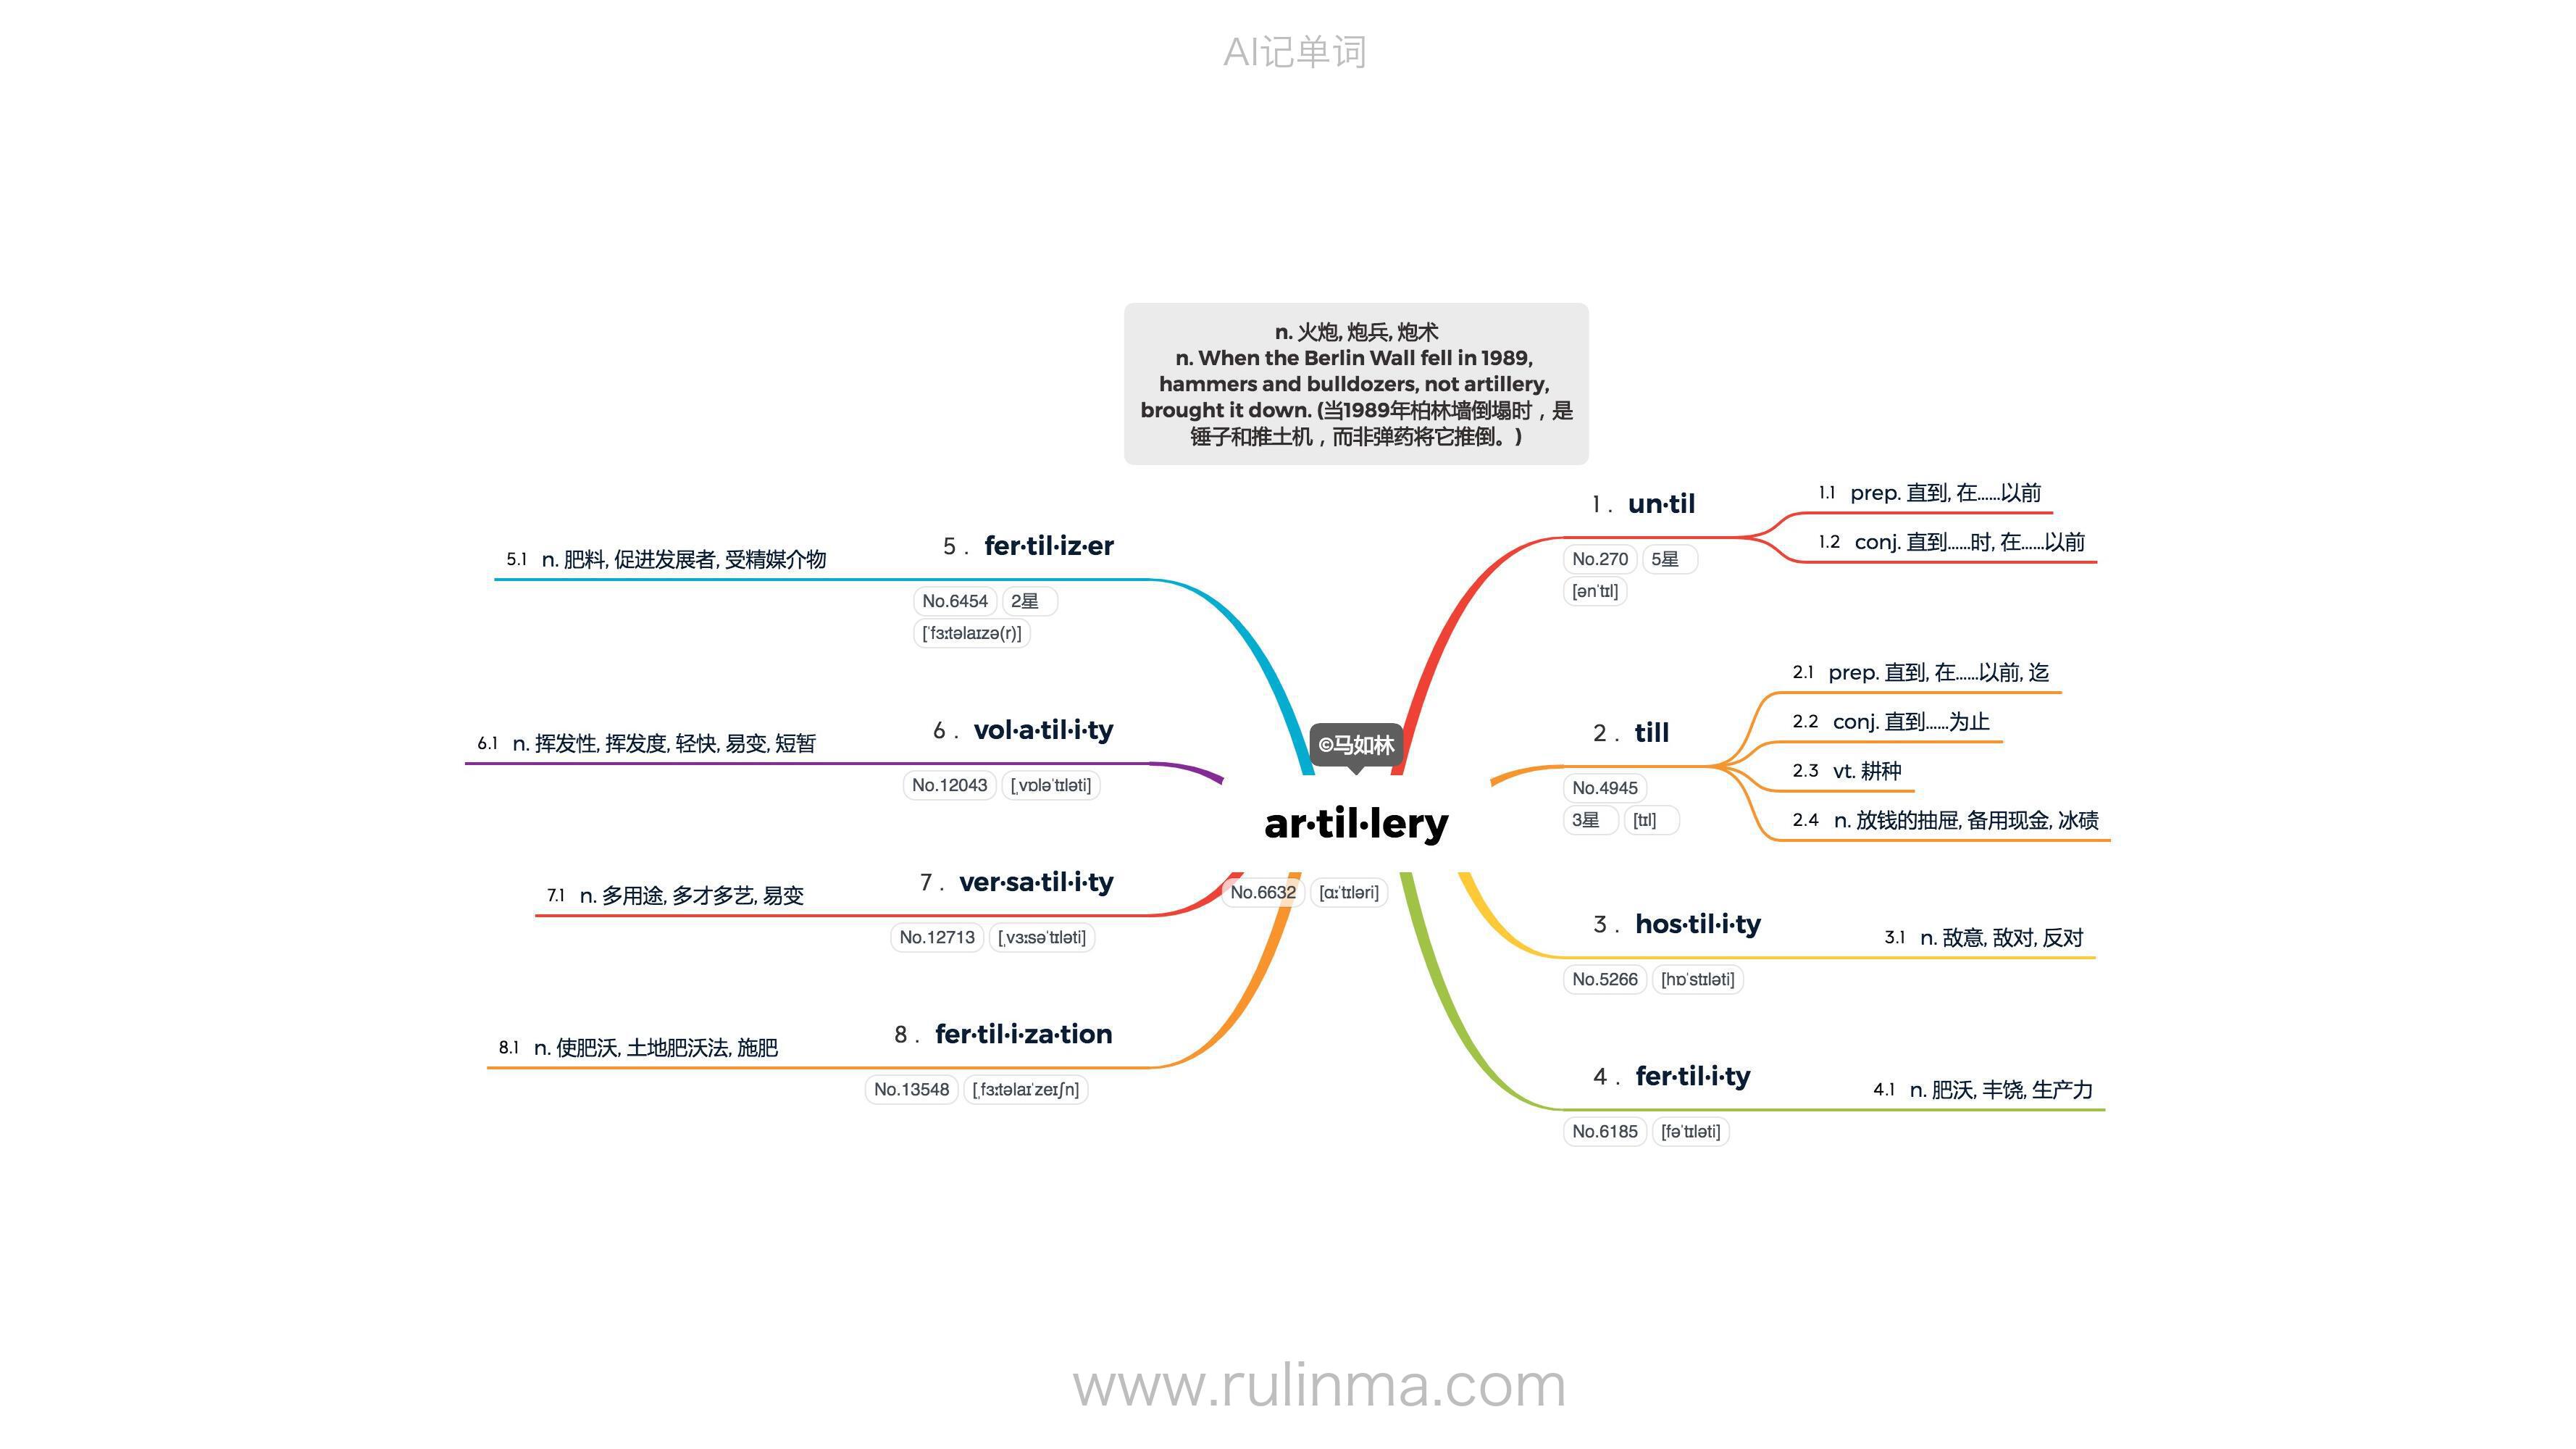 AI记单词
n. 火炮, 炮兵, 炮术
n. When the Berlin Wall fell in 1989,
hammers and bulldozers, not artillery,
brought it down. (当1989年柏林墙倒塌时，是
锤子和推土机，而非弹药将它推倒。)
©马如林
ar·til·lery
No.6632 [ɑːˈtɪləri]
1 . un·til
No.270 5星
[ənˈtɪl]
1.1 prep. 直到, 在……以前
1.2 conj. 直到……时, 在……以前
2 . till
No.4945
3星 [tɪl]
2.1 prep. 直到, 在……以前, 迄
2.2 conj. 直到……为止
2.3 vt. 耕种
2.4 n. 放钱的抽屉, 备用现金, 冰碛
3 . hos·til·i·ty
No.5266 [hɒˈstɪləti]
3.1 n. 敌意, 敌对, 反对
4 . fer·til·i·ty
No.6185 [fəˈtɪləti]
4.1 n. 肥沃, 丰饶, 生产力
5 . fer·til·iz·er
No.6454 2星
[ˈfɜːtəlaɪzə(r)]
5.1 n. 肥料, 促进发展者, 受精媒介物
6 . vol·a·til·i·ty
No.12043 [ˌvɒləˈtɪləti]
6.1 n. 挥发性, 挥发度, 轻快, 易变, 短暂
7 . ver·sa·til·i·ty
No.12713 [ˌvɜːsəˈtɪləti]
7.1 n. 多用途, 多才多艺, 易变
8 . fer·til·i·za·tion
No.13548 [ˌfɜːtəlaɪˈzeɪʃn]
8.1 n. 使肥沃, 土地肥沃法, 施肥
www.rulinma.com